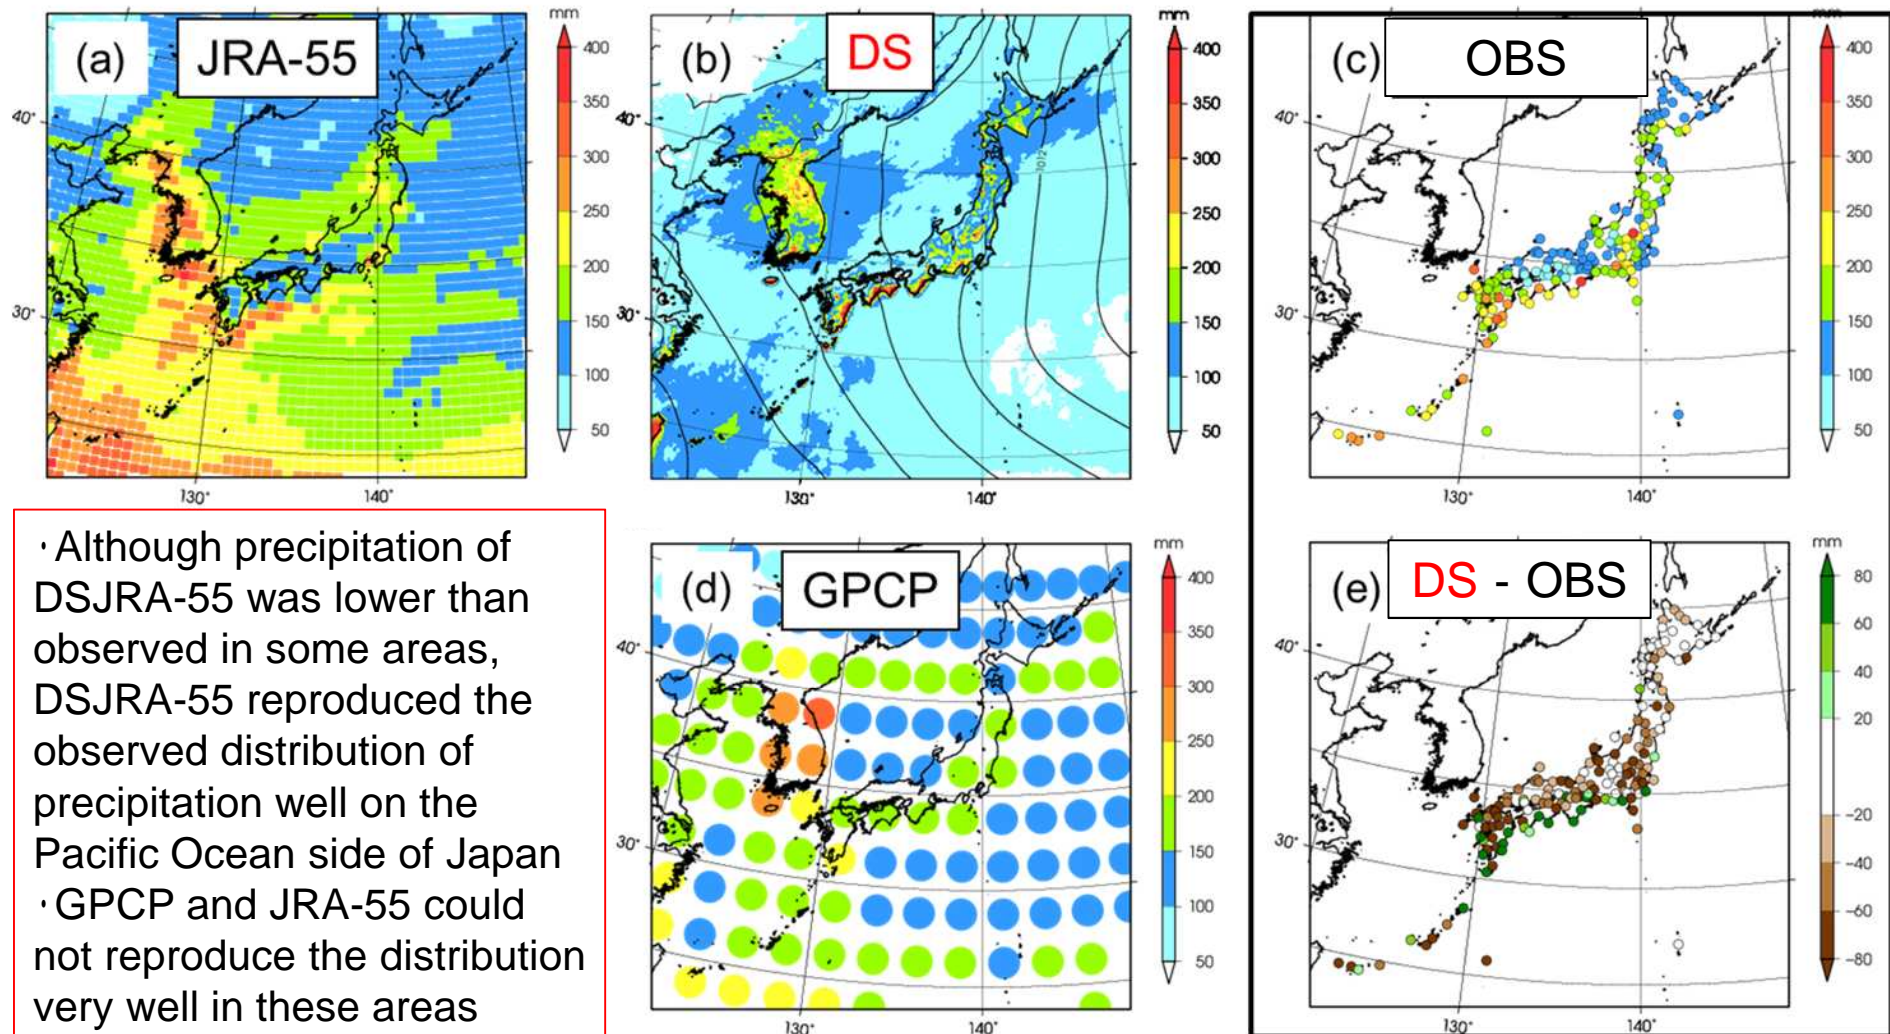 mm
(a)
JRA-55
400
350
300
250
200
150
100
50
40°
30°
130°
140°
mm
(b)
DS
400
350
300
250
200
150
100
50
40°
30°
1012
130°
140°
mm
(c)
OBS
400
350
300
250
200
150
100
50
40°
30°
130°
140°
·Although precipitation of
DSJRA-55 was lower than
observed in some areas,
DSJRA-55 reproduced the
observed distribution of
precipitation well on the
Pacific Ocean side of Japan
·GPCP and JRA-55 could
not reproduce the distribution
very well in these areas
mm
(d)
GPCP
400
350
300
250
200
150
100
50
40°
30°
130°
140°
mm
(e)
DS - OBS
80
60
40
20
-20
-40
-60
-80
40°
30°
130°
140°